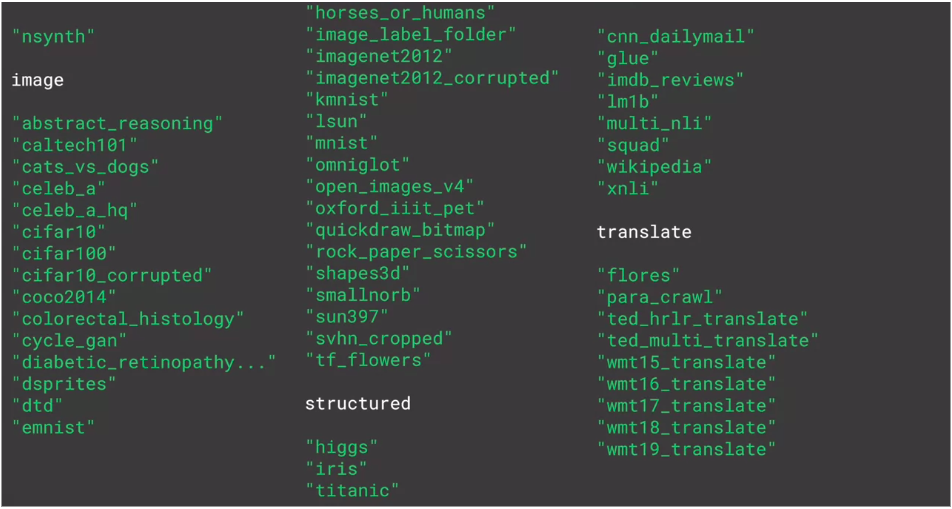 "nsynth"
image
"abstract_reasoning"
"caltech101"
"cats_vs_dogs"
"celeb_a"
"celeb_a_hq"
"cifar10"
"cifar100"
"cifar10_corrupted"
"coco2014"
"colorectal_histology"
"cycle_gan"
"diabetic_retinopathy..."
"dsprites"
"dtd"
"emnist"
"horses_or_humans"
"image_label_folder"
"imagenet2012"
"imagenet2012_corrupted"
"kmnist"
"lsun"
"mnist"
"omniglot"
"open_images_v4"
"oxford_iiit_pet"
"quickdraw_bitmap"
"rock_paper_scissors"
"shapes3d"
"smallnorb"
"sun397"
"svhn_cropped"
"tf_flowers"
structured
"higgs"
"iris"
"titanic"
"cnn_dailymail"
"glue"
"imdb_reviews"
"lm1b"
"multi_nli"
"squad"
"wikipedia"
"xnli"
translate
"flores"
"para_crawl"
"ted_hrlr_translate"
"ted_multi_translate"
"wmt15_translate"
"wmt16_translate"
"wmt17_translate"
"wmt18_translate"
"wmt19_translate"